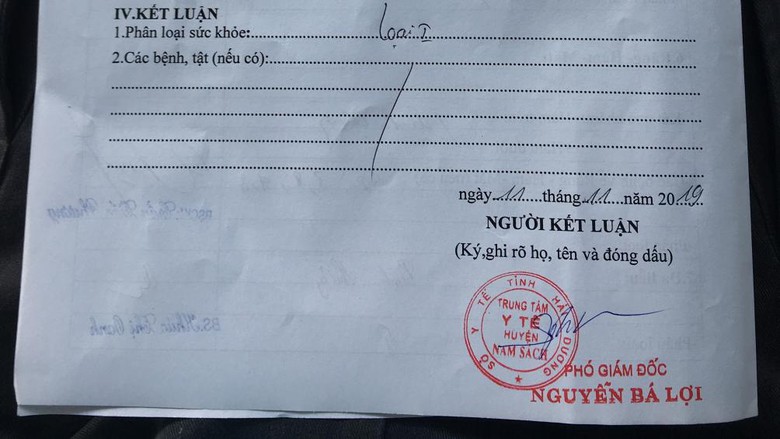 IV.KẾT LUẬN
1.Phân loại sức khỏe: Loại I
2.Các bệnh, tật (nếu có):
ngày 11 tháng 11 năm 2019
NGƯỜI KẾT LUẬN
(Ký,ghi rõ họ, tên và đóng dấu)
SỞ Y TẾ TỈNH HẢI DƯƠNG
TRUNG TÂM
Y TẾ
HUYỆN
NAM SÁCH
PHÓ GIÁM ĐỐC
NGUYỄN BÁ LỢI